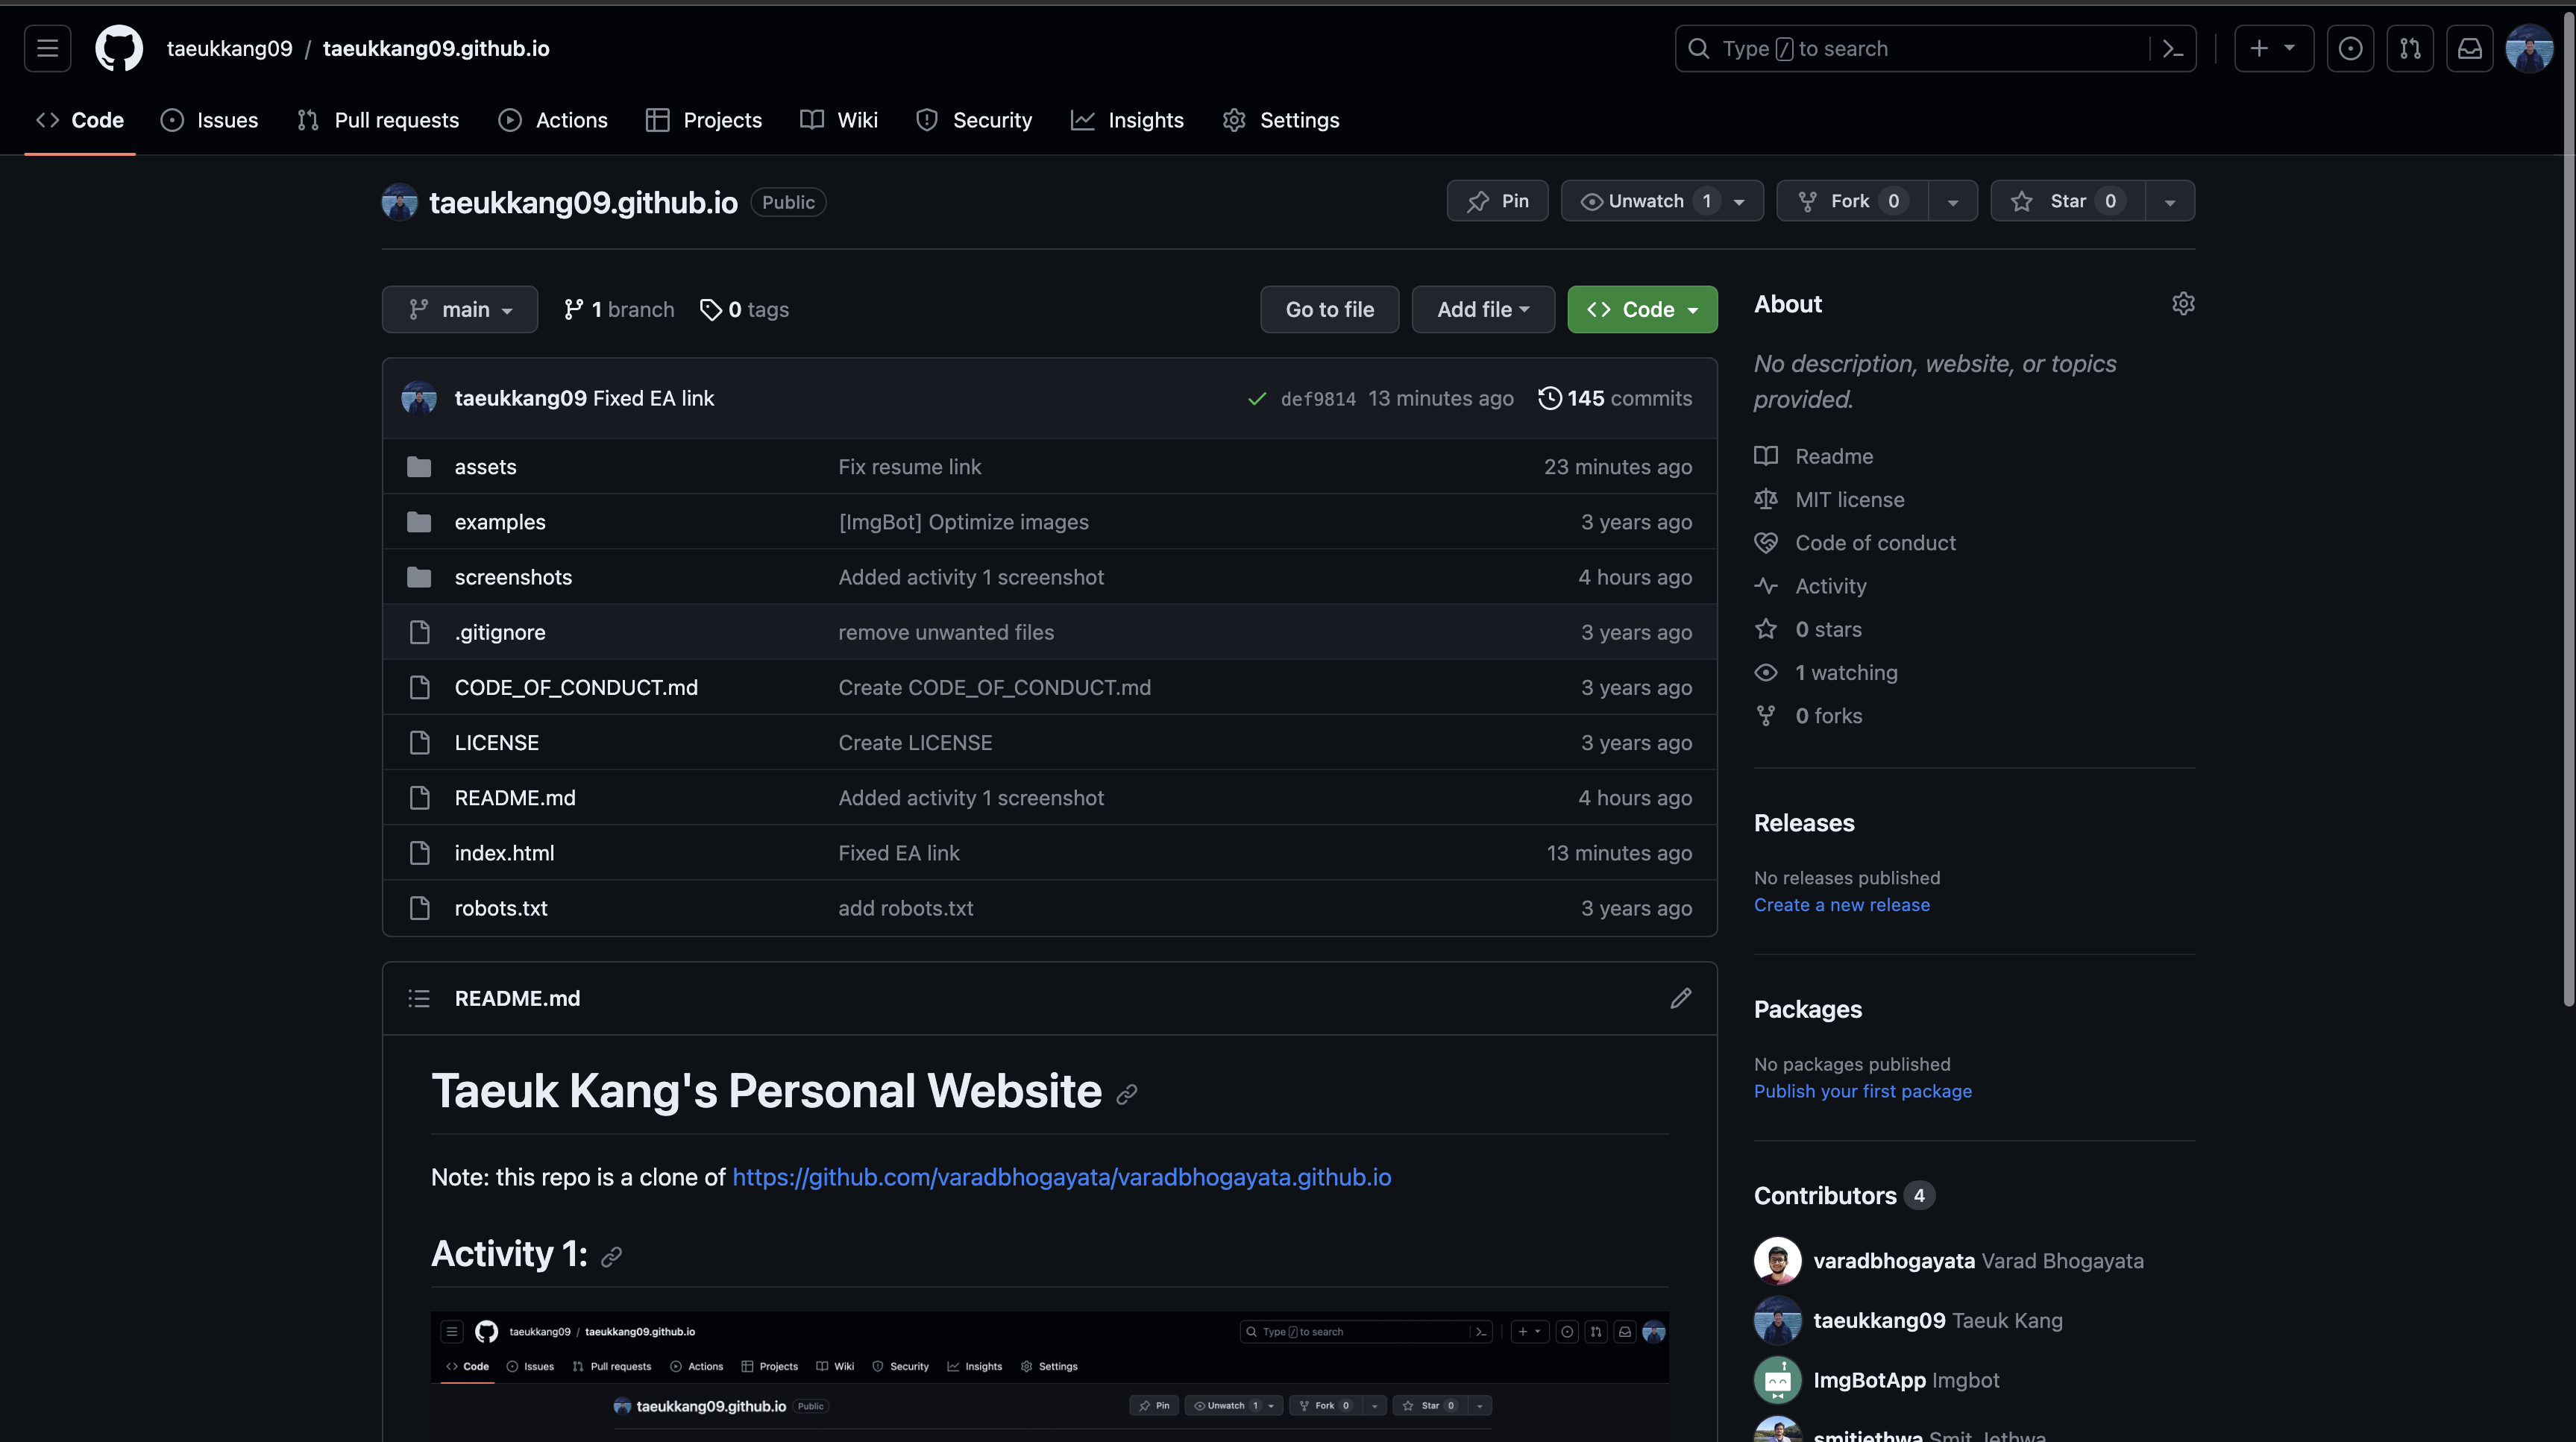 taeukkang09 / taeukkang09.github.io
Type / to search
Code Issues Pull requests Actions Projects Wiki Security Insights Settings
taeukkang09.github.io Public
Pin Unwatch 1 Fork 0 Star 0
main 1 branch 0 tags Go to file Add file Code
taeukkang09 Fixed EA link def9814 13 minutes ago 145 commits
assets Fix resume link 23 minutes ago
examples [ImgBot] Optimize images 3 years ago
screenshots Added activity 1 screenshot 4 hours ago
.gitignore remove unwanted files 3 years ago
CODE_OF_CONDUCT.md Create CODE_OF_CONDUCT.md 3 years ago
LICENSE Create LICENSE 3 years ago
README.md Added activity 1 screenshot 4 hours ago
index.html Fixed EA link 13 minutes ago
robots.txt add robots.txt 3 years ago
README.md
Taeuk Kang's Personal Website
Note: this repo is a clone of https://github.com/varadbhogayata/varadbhogayata.github.io
Activity 1:
taeukkang09 / taeukkang09.github.io
Type / to search
Code Issues Pull requests Actions Projects Wiki Security Insights Settings
taeukkang09.github.io Public
Pin Unwatch 1 Fork 0 Star 0
About
No description, website, or topics
provided.
Readme
MIT license
Code of conduct
Activity
0 stars
1 watching
0 forks
Releases
No releases published
Create a new release
Packages
No packages published
Publish your first package
Contributors 4
varadbhogayata Varad Bhogayata
taeukkang09 Taeuk Kang
ImgBotApp Imgbot
smitjethwa Smit Jethwa